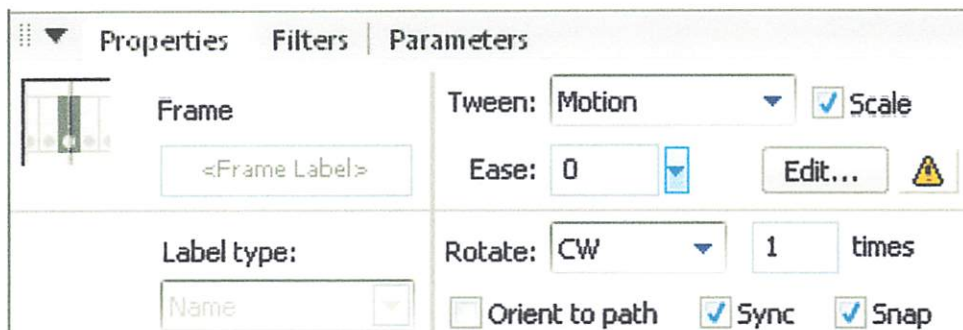 Properties Filters | Parameters
Frame
<Frame Label>
Label type:
Name
Tween: Motion Scale
Ease: 0 Edit...
Rotate: CW 1 times
Orient to path Sync Snap